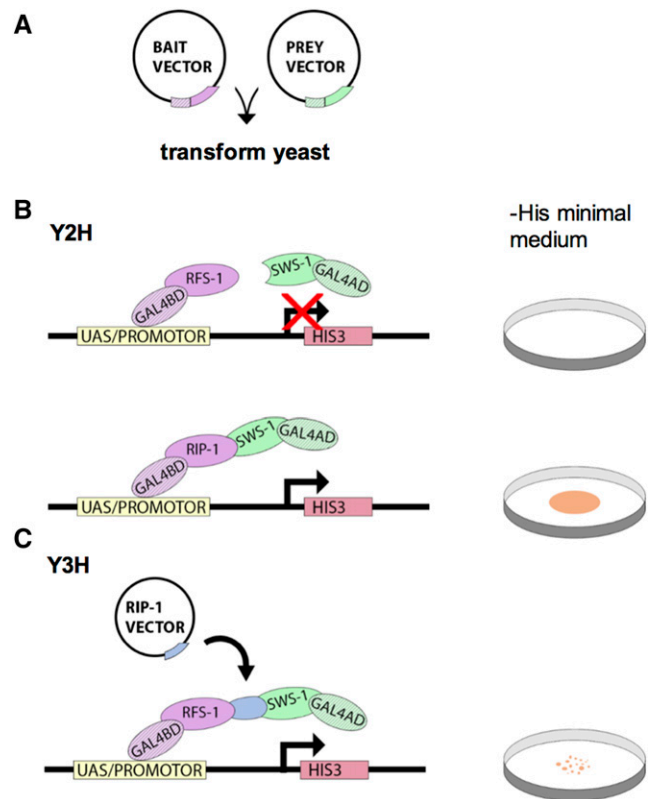 A
BAIT
VECTOR
PREY
VECTOR
transform yeast
B
Y2H
-His minimal
medium
GAL4BD
RFS-1
SWS-1
GAL4AD
UAS/PROMOTOR
HIS3
GAL4BD
RIP-1
SWS-1
GAL4AD
UAS/PROMOTOR
HIS3
C
Y3H
RIP-1
VECTOR
GAL4BD
RFS-1
SWS-1
GAL4AD
UAS/PROMOTOR
HIS3